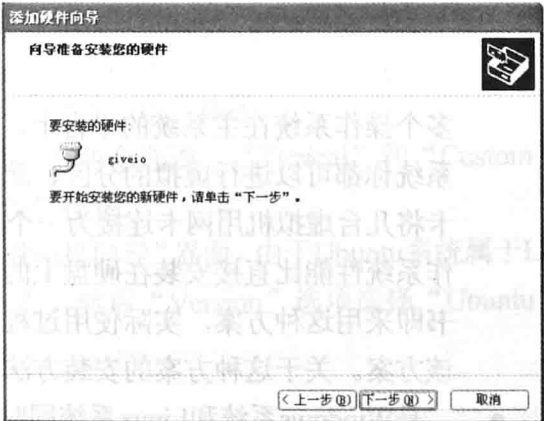 添加硬件向导
向导准备安装您的硬件
要安装的硬件:
giveio
要开始安装您的新硬件，请单击“下一步”。
< 上一步(B) 下一步(N) > 取消